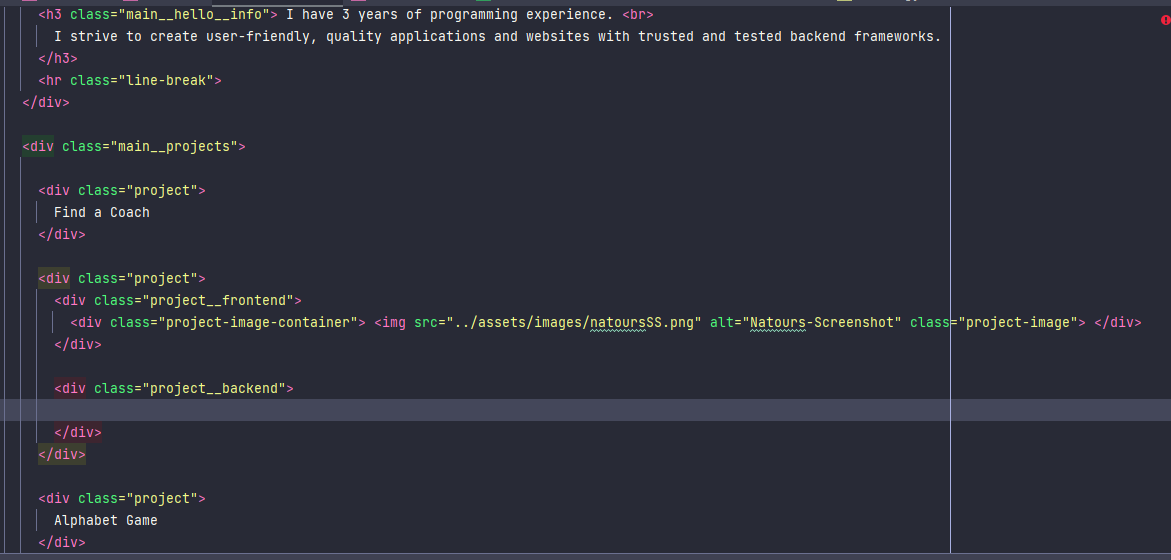 <h3 class="main__hello__info"> I have 3 years of programming experience. <br>
I strive to create user-friendly, quality applications and websites with trusted and tested backend frameworks.
</h3>
<hr class="line-break">
</div>
<div class="main__projects">
<div class="project">
Find a Coach
</div>
<div class="project">
<div class="project__frontend">
<div class="project-image-container"> <img src="../assets/images/natoursSS.png" alt="Natours-Screenshot" class="project-image"> </div>
</div>
<div class="project__backend">
</div>
</div>
<div class="project">
Alphabet Game
</div>